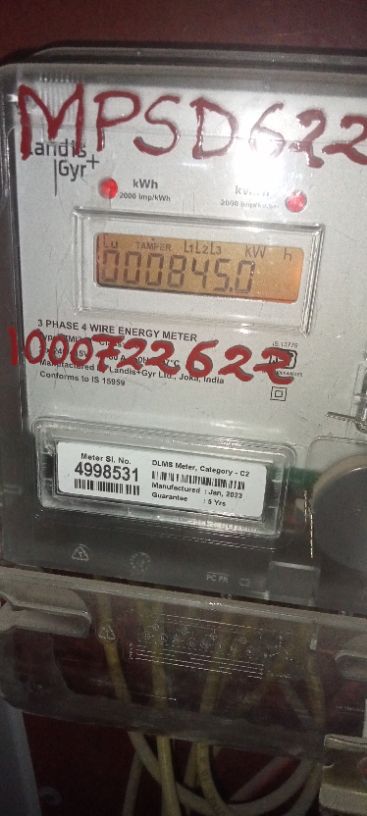 MPSD622
Landis
Gyr+
kWh
2000 imp/kWh
2000
Cu TAMPER L1L2L3 kW h
000845.0
3 PHASE 4 WIRE ENERGY METER
1000722622
Landis+Gyr Ltd., Joka, India
Conforms to IS 15959
Meter Sl. No.
4998531
DLMS Meter, Category - C2
Manufactured : Jan, 2023
Guarantee : 5 Yrs